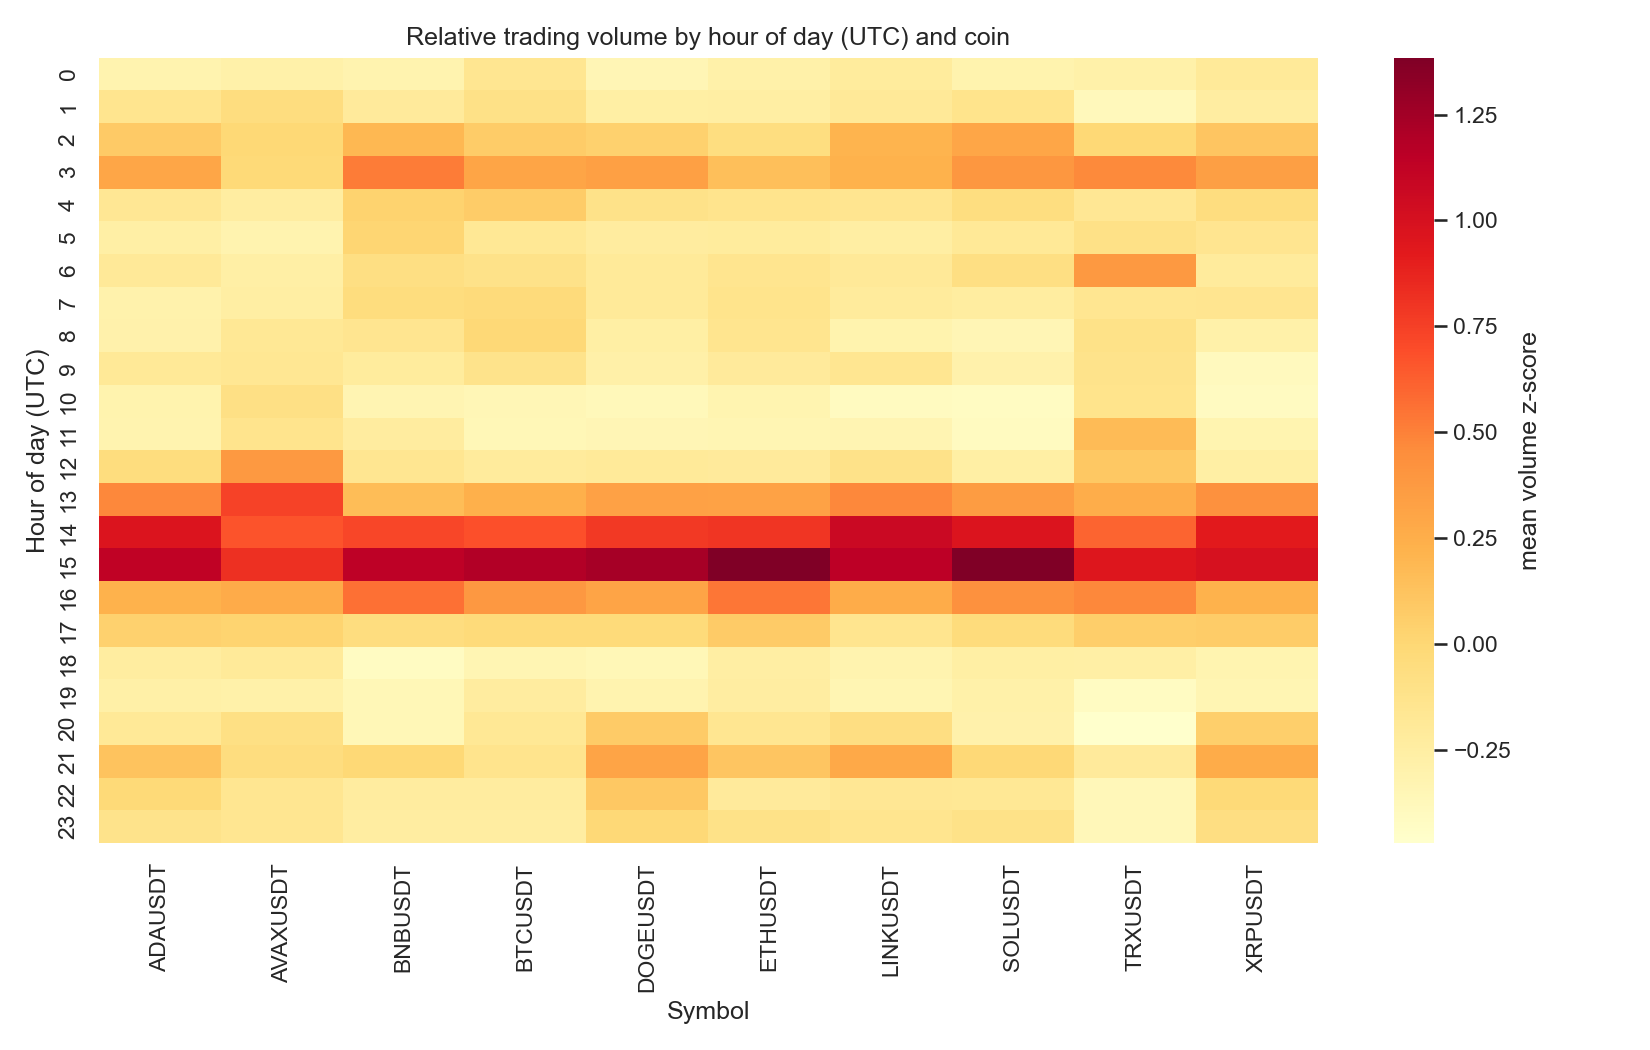 Relative trading volume by hour of day (UTC) and coin
Hour of day (UTC)
0
1
2
3
4
5
6
7
8
9
10
11
12
13
14
15
16
17
18
19
20
21
22
23
ADAUSDT
AVAXUSDT
BNBUSDT
BTCUSDT
DOGEUSDT
ETHUSDT
LINKUSDT
SOLUSDT
TRXUSDT
XRPUSDT
Symbol
1.25
1.00
0.75
0.50
0.25
0.00
−0.25
mean volume z-score